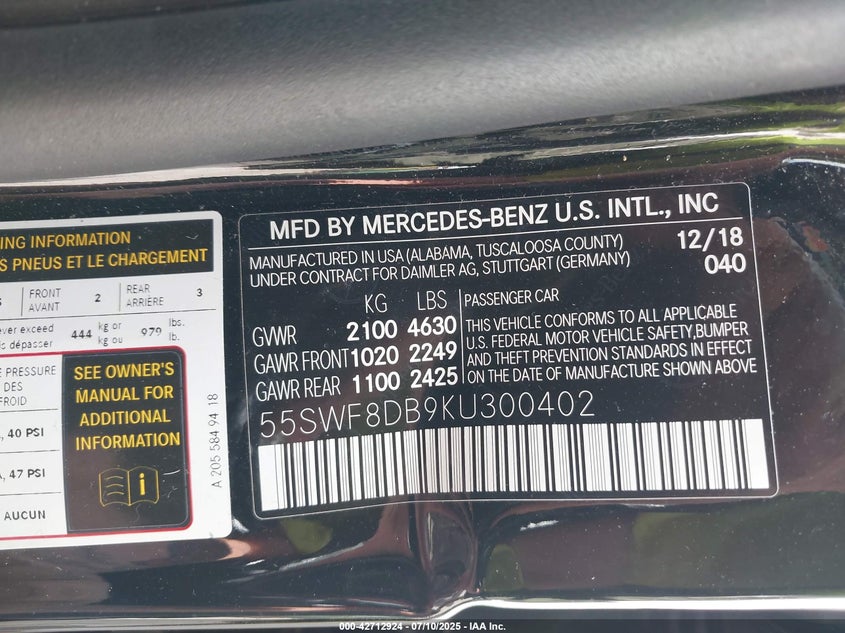 ING INFORMATION
S PNEUS ET LE CHARGEMENT
FRONT 2 REAR 3
AVANT ARRIÈRE
ever exceed 444 kg or 979 lbs.
is dépasser kg ou lb.
E PRESSURE
DES
FROID
, 40 PSI
, 47 PSI
AUCUN
SEE OWNER'S
MANUAL FOR
ADDITIONAL
INFORMATION
i
A 205 584 94 18
MFD BY MERCEDES-BENZ U.S. INTL., INC
MANUFACTURED IN USA (ALABAMA, TUSCALOOSA COUNTY) 12/18
UNDER CONTRACT FOR DAIMLER AG, STUTTGART (GERMANY) 040
KG LBS
GVWR 2100 4630
GAWR FRONT 1020 2249
GAWR REAR 1100 2425
PASSENGER CAR
THIS VEHICLE CONFORMS TO ALL APPLICABLE
U.S. FEDERAL MOTOR VEHICLE SAFETY, BUMPER
AND THEFT PREVENTION STANDARDS IN EFFECT
ON THE DATE OF MANUFACTURE SHOWN ABOVE
55SWF8DB9KU300402
000-42712924 - 07/10/2025 - IAA Inc.